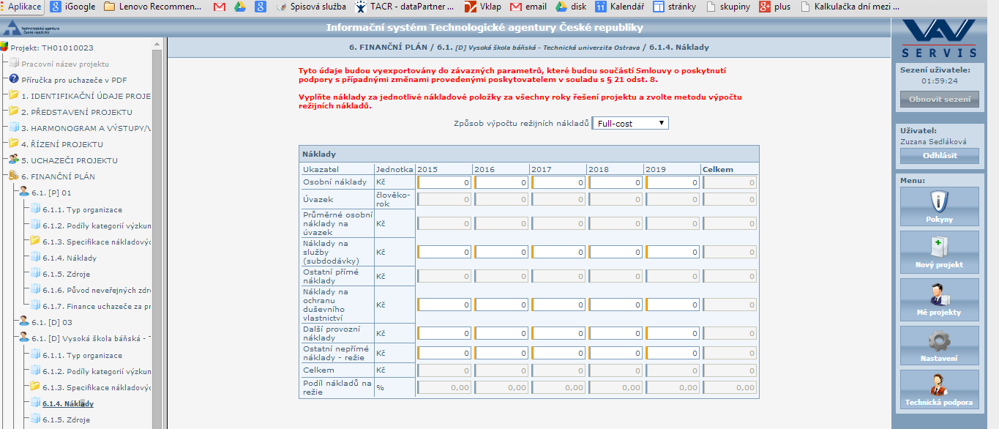 Aplikace iGoogle Lenovo Recommen... Spisová služba TACR - dataPartner ... Vklap email disk Kalendář stránky skupiny plus Kalkulačka dní mezi ...
Technologická agentura
České republiky
Informační systém Technologické agentury České republiky
VAV
SERVIS
Projekt: TH01010023
Pracovní název projektu
Příručka pro uchazeče v PDF
1. IDENTIFIKAČNÍ ÚDAJE PROJE
2. PŘEDSTAVENÍ PROJEKTU
3. HARMONOGRAM A VÝSTUPY/V
4. ŘÍZENÍ PROJEKTU
5. UCHAZEČI PROJEKTU
6. FINANČNÍ PLÁN
6.1. [P] 01
6.1.1. Typ organizace
6.1.2. Podíly kategorií výzkun
6.1.3. Specifikace nákladovýc
6.1.4. Náklady
6.1.5. Zdroje
6.1.6. Původ neveřejných zdr
6.1.7. Finance uchazeče za pr
6.1. [D] 03
6.1. [D] Vysoká škola báňská - T
6.1.1. Typ organizace
6.1.2. Podíly kategorií výzkun
6.1.3. Specifikace nákladovýc
6.1.4. Náklady
6.1.5. Zdroje
6. FINANČNÍ PLÁN / 6.1. [D] Vysoká škola báňská - Technická univerzita Ostrava / 6.1.4. Náklady
Tyto údaje budou vyexportovány do závazných parametrů, které budou součástí Smlouvy o poskytnutí
podpory s případnými změnami provedenými poskytovatelem v souladu s § 21 odst. 8.
Vyplňte náklady za jednotlivé nákladové položky za všechny roky řešení projektu a zvolte metodu výpočtu
režijních nákladů.
Způsob výpočtu režijních nákladů Full-cost
Náklady
Ukazatel Jednotka 2015 2016 2017 2018 2019 Celkem
Osobní náklady Kč 0 0 0 0 0 0
Úvazek člověko-
rok 0 0 0 0 0 0
Průměrné osobní
náklady na
úvazek Kč 0 0 0 0 0 0
Náklady na
služby
(subdodávky) Kč 0 0 0 0 0 0
Ostatní přímé
náklady Kč 0 0 0 0 0 0
Náklady na
ochranu
duševního
vlastnictví Kč 0 0 0 0 0 0
Další provozní
náklady Kč 0 0 0 0 0 0
Ostatní nepřímé
náklady - režie Kč 0 0 0 0 0 0
Celkem Kč 0 0 0 0 0 0
Podíl nákladů na
režie % 0,00 0,00 0,00 0,00 0,00 0,00
Sezení uživatele:
01:59:24
Obnovit sezení
Uživatel:
Zuzana Sedláková
Odhlásit
Menu:
Pokyny
Nový projekt
Mé projekty
Nastavení
Technická podpora